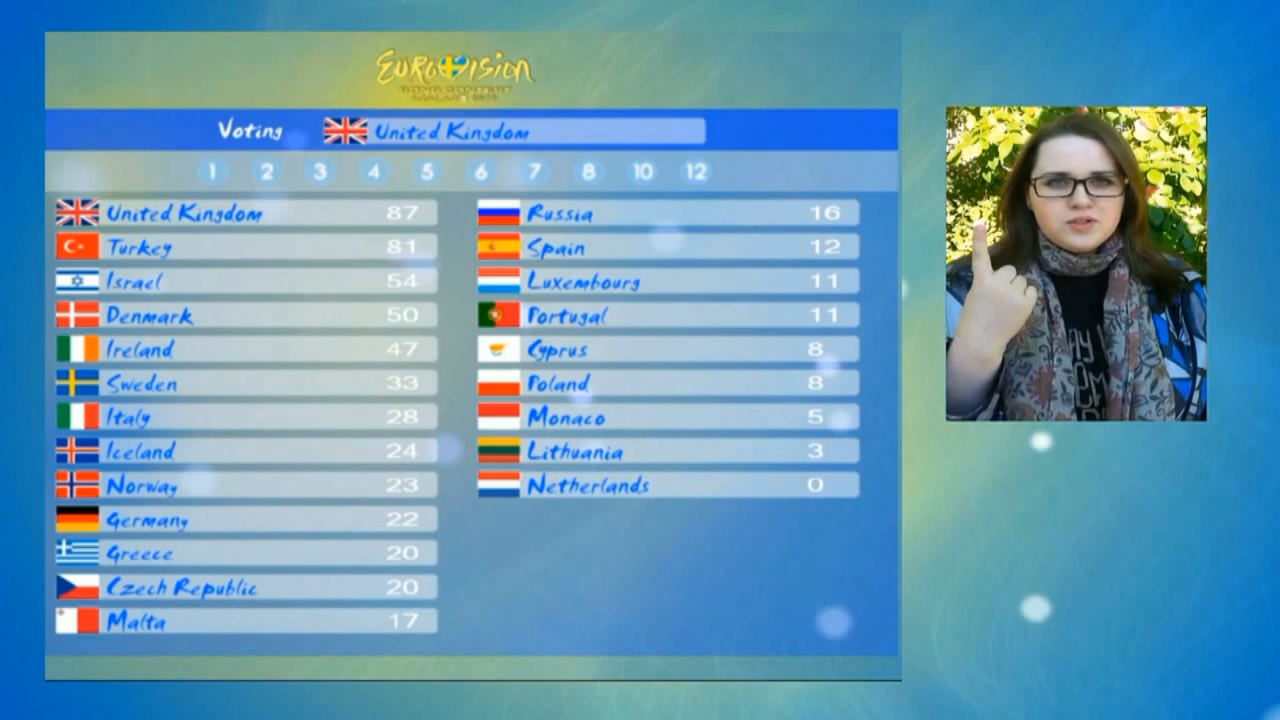 EUROVISION
SONG CONTEST
Voting United Kingdom
1 2 3 4 5 6 7 8 10 12
United Kingdom 87
Turkey 81
Israel 54
Denmark 50
Ireland 47
Sweden 33
Italy 28
Iceland 24
Norway 23
Germany 22
Greece 20
Czech Republic 20
Malta 17
Russia 16
Spain 12
Luxembourg 11
Portugal 11
Cyprus 8
Poland 8
Monaco 5
Lithuania 3
Netherlands 0